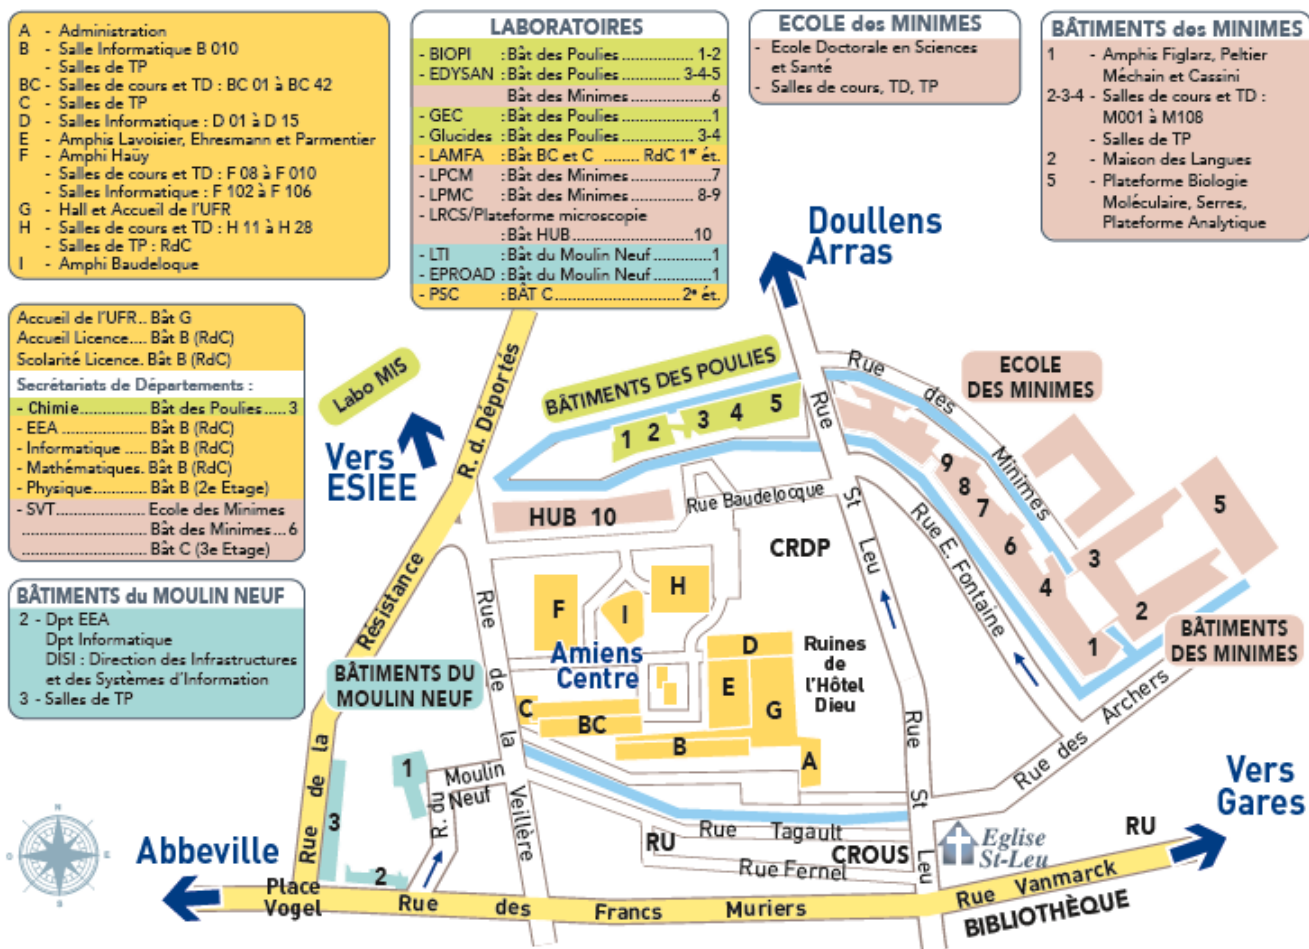 A - Administration
B - Salle Informatique B 010
- Salles de TP
BC - Salles de cours et TD : BC 01 à BC 42
C - Salles de TP
D - Salles Informatique : D 01 à D 15
E - Amphis Lavoisier, Ehresmann et Parmentier
F - Amphi Haüy
- Salles de cours et TD : F 08 à F 010
- Salles Informatique : F 102 à F 106
G - Hall et Accueil de l'UFR
H - Salles de cours et TD : H 11 à H 28
- Salles de TP : RdC
I - Amphi Baudeloque
LABORATOIRES
- BIOPI : Bât des Poulies ............... 1-2
- EDYSAN : Bât des Poulies ............ 3-4-5
Bât des Minimes .................6
- GEC : Bât des Poulies .................1
- Glucides : Bât des Poulies ............ 3-4
- LAMFA : Bât BC et C ........ RdC 1er ét.
- LPCM : Bât des Minimes ................7
- LPMC : Bât des Minimes ............. 8-9
- LRCS/Plateforme microscopie
: Bât HUB ........................ 10
- LTI : Bât du Moulin Neuf ............1
- EPROAD : Bât du Moulin Neuf ............1
- PSC : BÂT C ........................ 2e ét.
ECOLE des MINIMES
- Ecole Doctorale en Sciences
et Santé
- Salles de cours, TD, TP
BÂTIMENTS des MINIMES
1 - Amphis Figlarz, Peltier
Méchain et Cassini
2-3-4 - Salles de cours et TD :
M001 à M108
- Salles de TP
2 - Maison des Langues
5 - Plateforme Biologie
Moléculaire, Serres,
Plateforme Analytique
Accueil de l'UFR.. Bât G
Accueil Licence.... Bât B (RdC)
Scolarité Licence. Bât B (RdC)
Secrétariats de Départements :
- Chimie................ Bât des Poulies..... 3
- EEA ................... Bât B (RdC)
- Informatique ..... Bât B (RdC)
- Mathématiques. Bât B (RdC)
- Physique............ Bât B (2e Etage)
- SVT.................... Ecole des Minimes
....................... Bât des Minimes ... 6
....................... Bât C (3e Etage)
BÂTIMENTS du MOULIN NEUF
2 - Dpt EEA
Dpt Informatique
DISI : Direction des Infrastructures
et des Systèmes d'Information
3 - Salles de TP
Doullens
Arras
Labo MIS
Vers
ESIEE
R. d. Déportés
Rue de la Résistance
BÂTIMENTS DES POULIES
1 2 3 4 5
Rue des Minimes
ECOLE
DES MINIMES
HUB 10
Rue Baudelocque
CRDP
Rue St Leu
Rue E. Fontaine
9
8
7
6
4
3
5
2
1
BÂTIMENTS
DES MINIMES
Rue des Archers
F
I
H
Amiens
Centre
D
E
G
C
BC
B
A
Ruines de
l'Hôtel
Dieu
Rue de la Veillère
BÂTIMENTS DU
MOULIN NEUF
1
3
2
R. du Moulin
Neuf
Rue St Leu
Rue Tagault
RU
Rue Fernel
CROUS
Eglise
St-Leu
RU
Vers
Gares
N
O
E
S
Abbeville
Place
Vogel
Rue des Francs Muriers
Rue Vanmarck
BIBLIOTHÈQUE